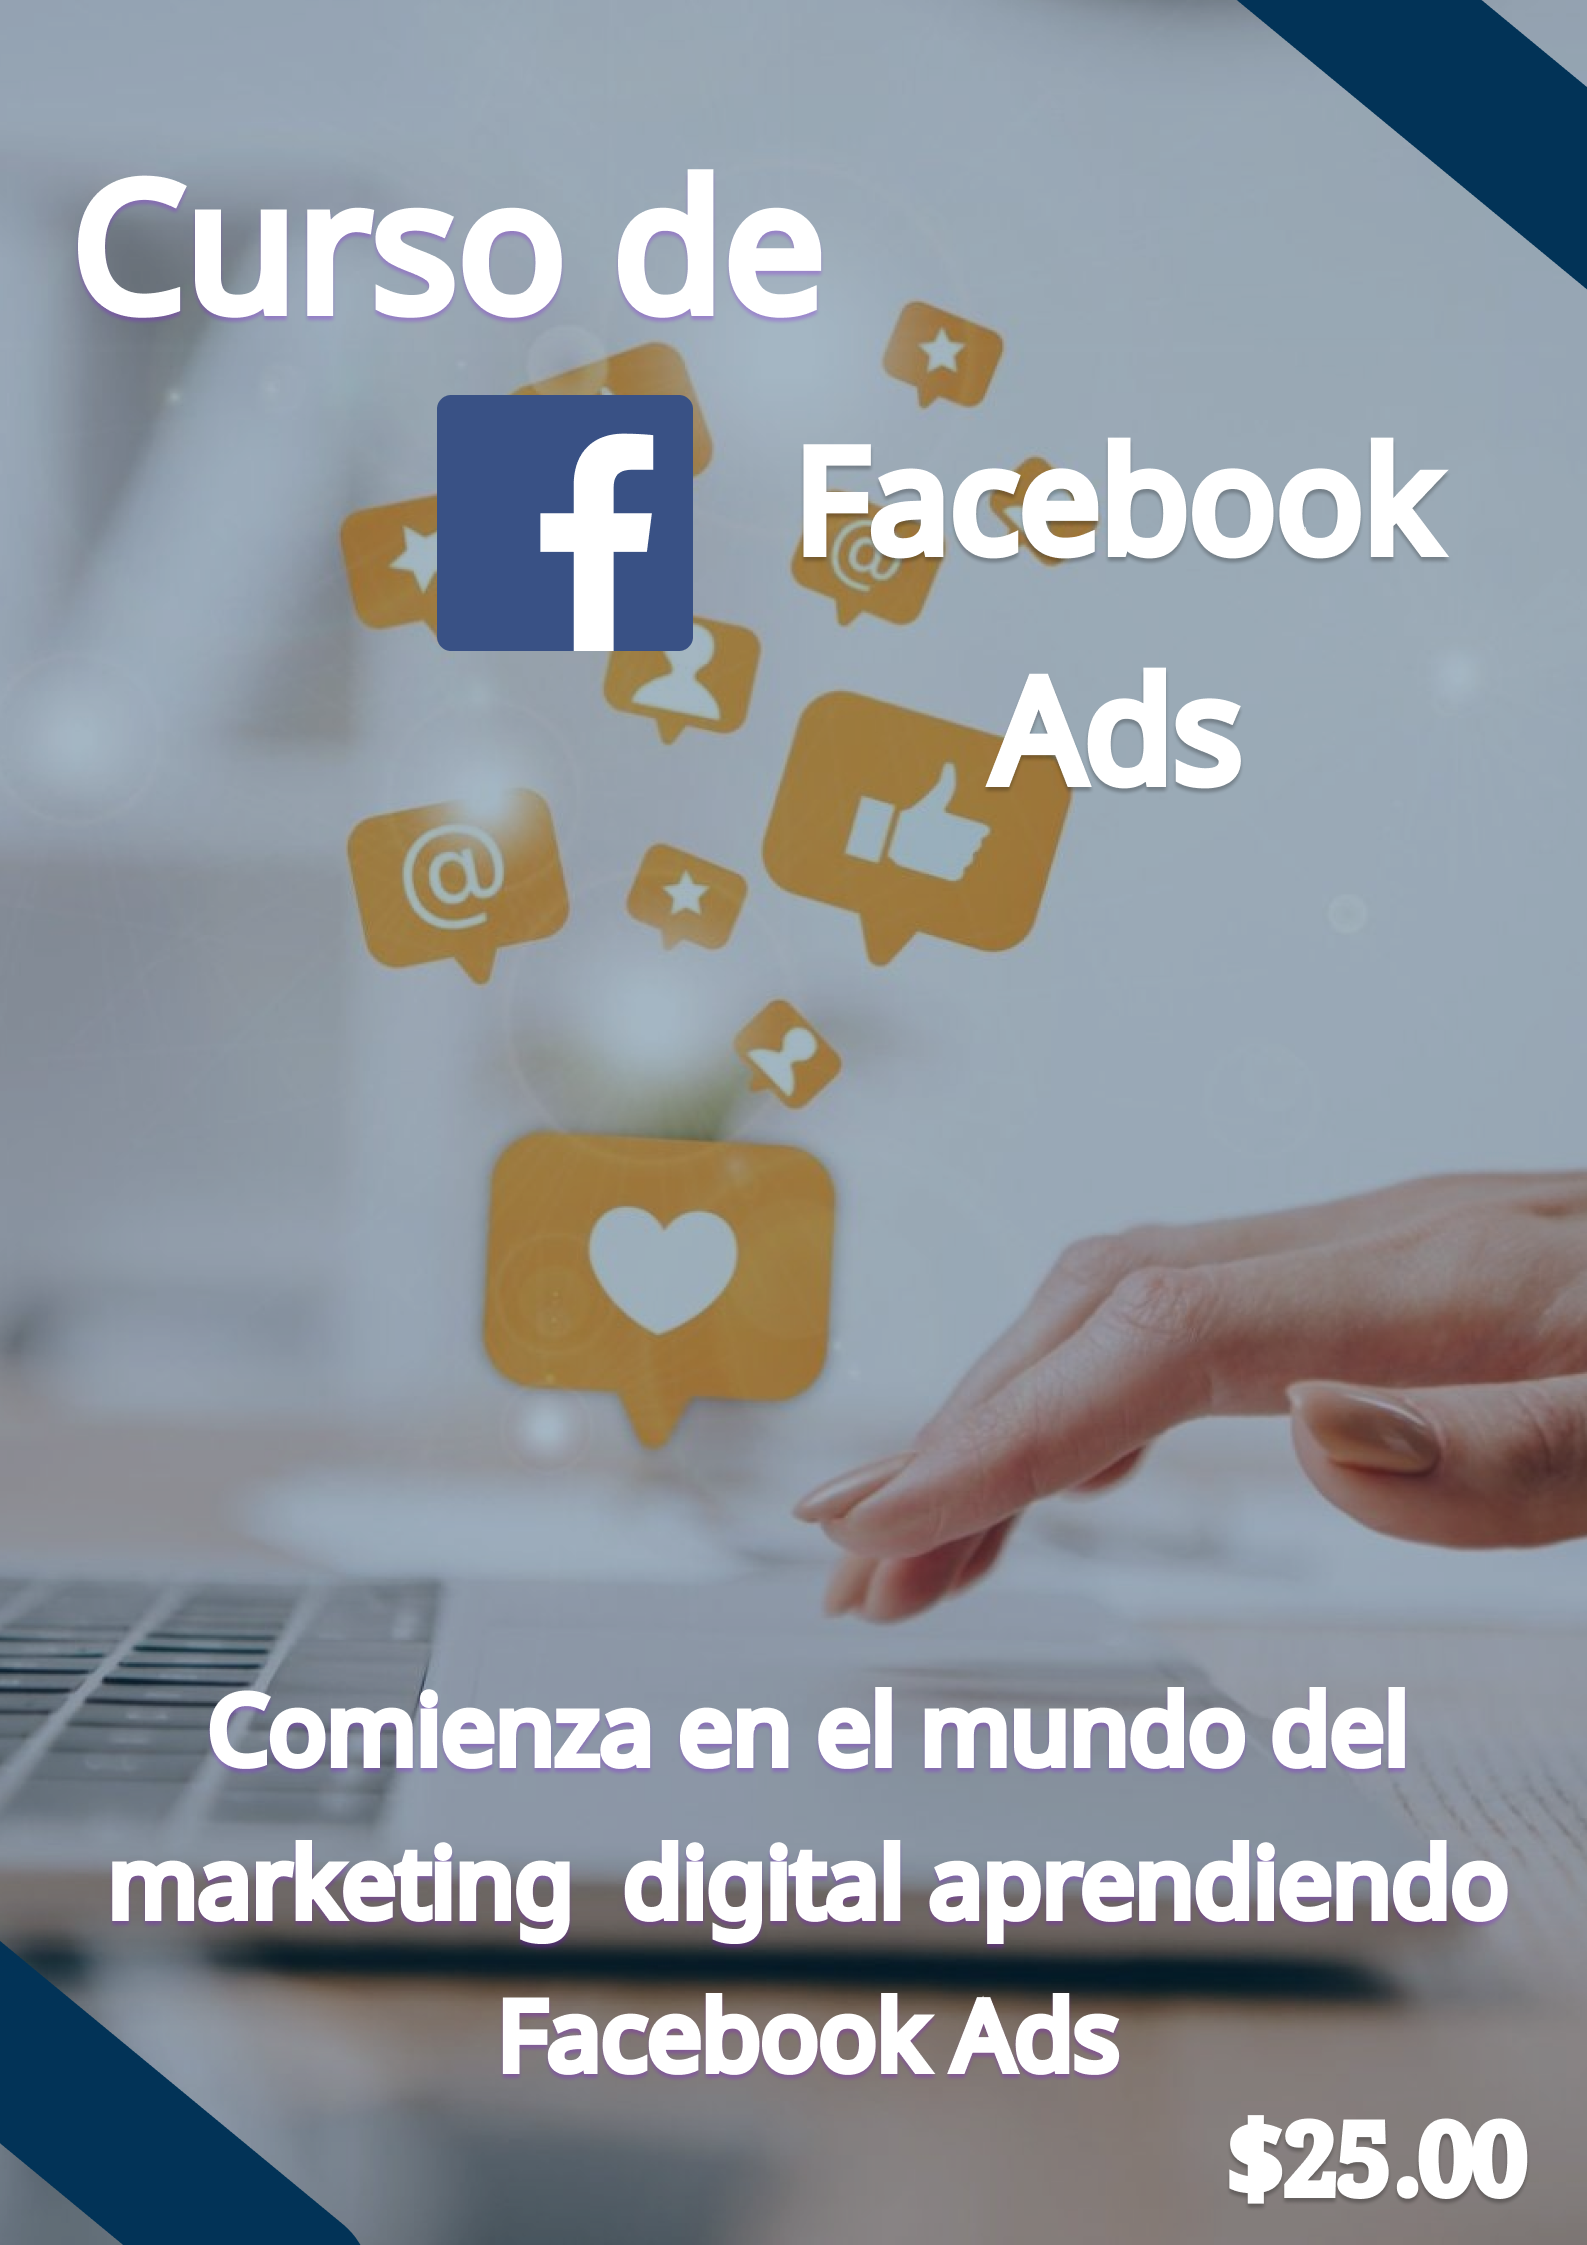 Curso de
Facebook
Ads
Comienza en el mundo del
marketing  digital aprendiendo
Facebook Ads
$25.00